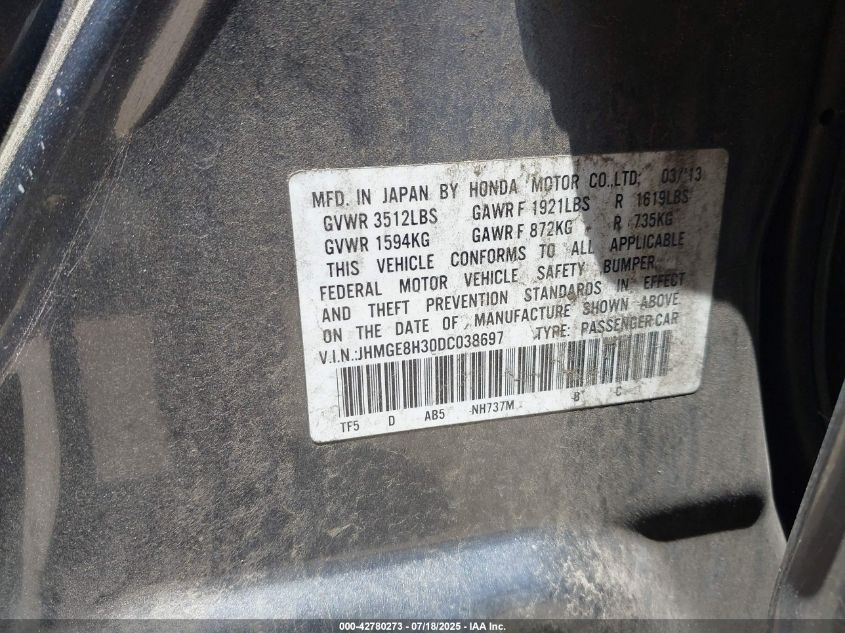 MFD. IN JAPAN BY HONDA MOTOR CO.,LTD. 03/'13
GVWR 3512LBS GAWR F 1921LBS R 1619LBS
GVWR 1594KG GAWR F 872KG R 735KG
THIS VEHICLE CONFORMS TO ALL APPLICABLE
FEDERAL MOTOR VEHICLE SAFETY BUMPER,
AND THEFT PREVENTION STANDARDS IN EFFECT
ON THE DATE OF MANUFACTURE SHOWN ABOVE
V.I.N.:JHMGE8H30DC038697 TYPE: PASSENGER CAR
TF5 D AB5 NH737M B C
000-42780273 - 07/18/2025 - IAA Inc.